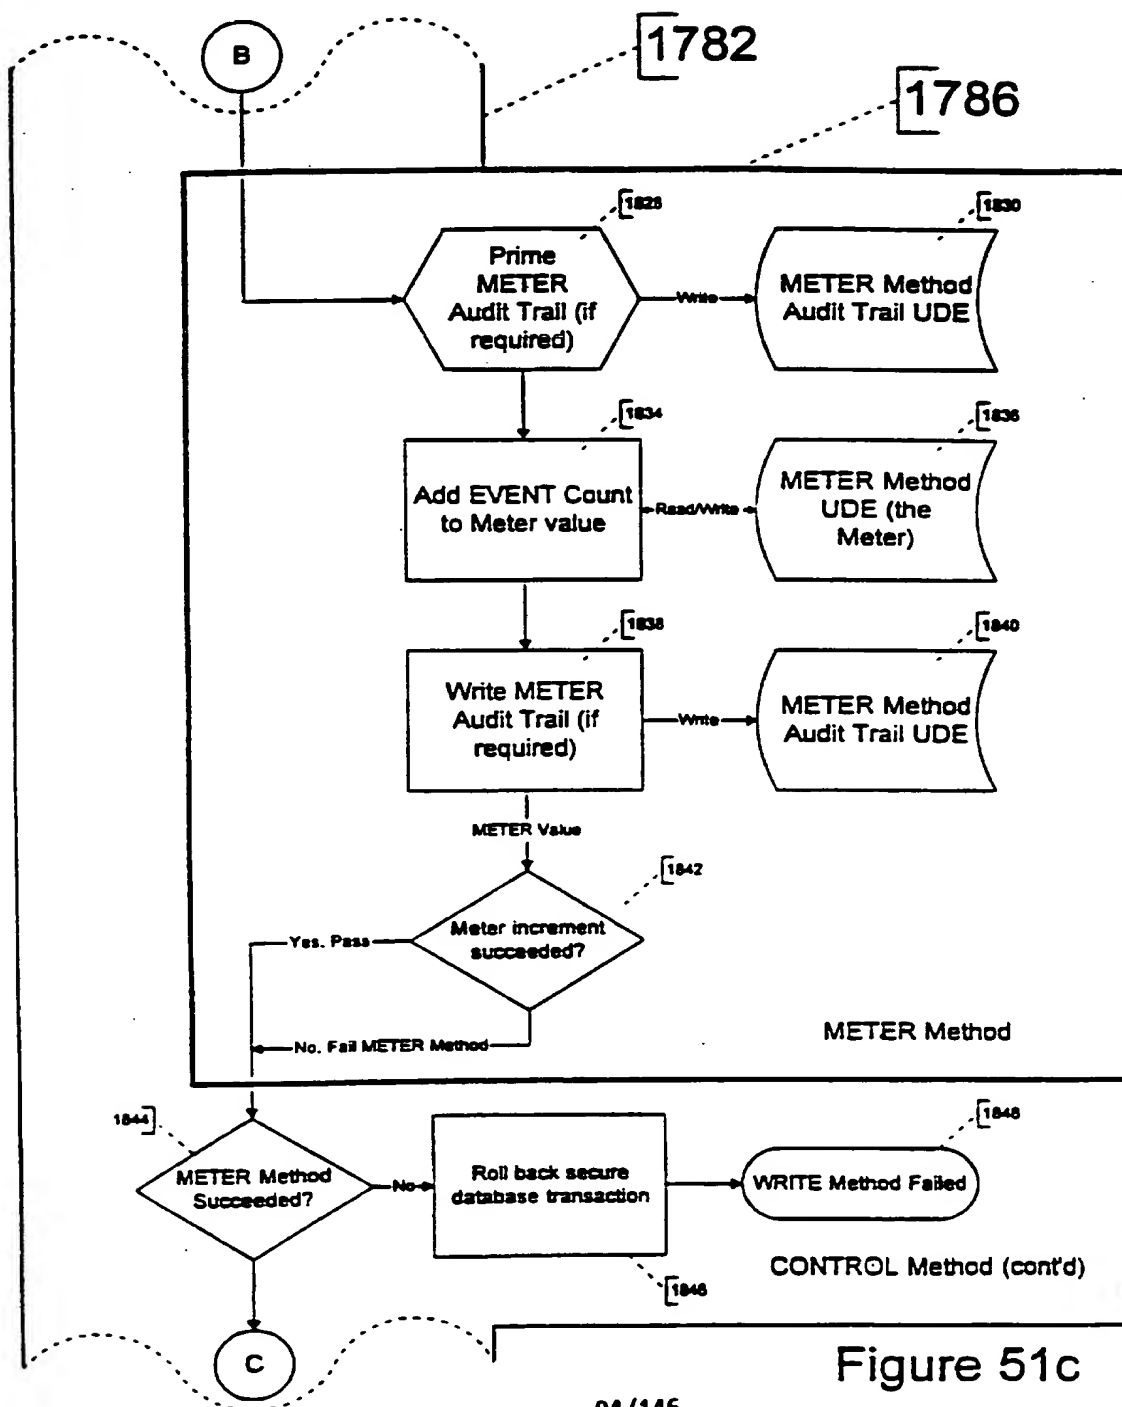 B
1782
1786
1828
Prime
METER
Audit Trail (if
required)
Write
1830
METER Method
Audit Trail UDE
1834
Add EVENT Count
to Meter value
Read/Write
1836
METER Method
UDE (the
Meter)
1838
Write METER
Audit Trail (if
required)
Write
1840
METER Method
Audit Trail UDE
METER Value
1842
Meter increment
succeeded?
Yes. Pass
No. Fail METER Method
METER Method
1844
METER Method
Succeeded?
No
Roll back secure
database transaction
1846
1848
WRITE Method Failed
CONTROL Method (cont'd)
C
Figure 51c
94/146